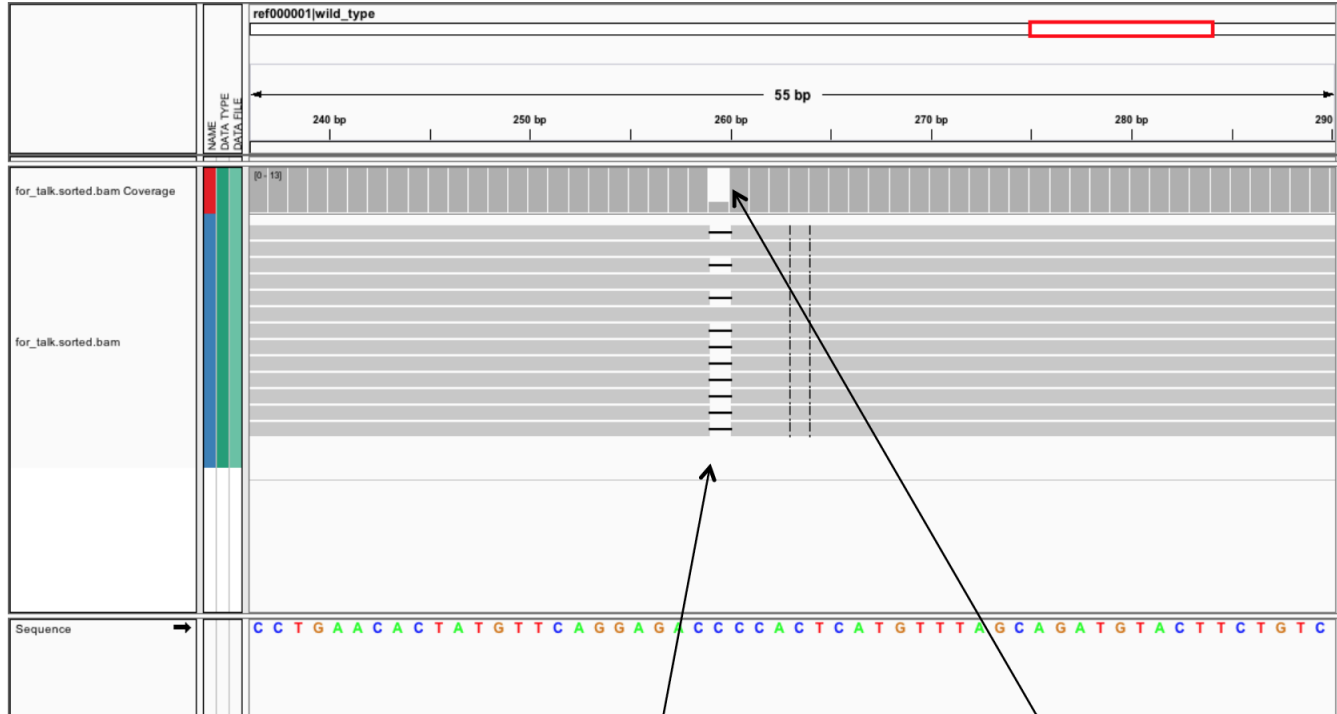 ref000001|wild_type
55 bp
240 bp 250 bp 260 bp 270 bp 280 bp 290
NAME
DATA TYPE
DATA FILE
for_talk.sorted.bam Coverage
[0 - 13]
for_talk.sorted.bam
Sequence
C C T G A A C A C T A T G T T C A G G A G A C C C C A C T C A T G T T T A G C A G A T G T A C T T C T G T C